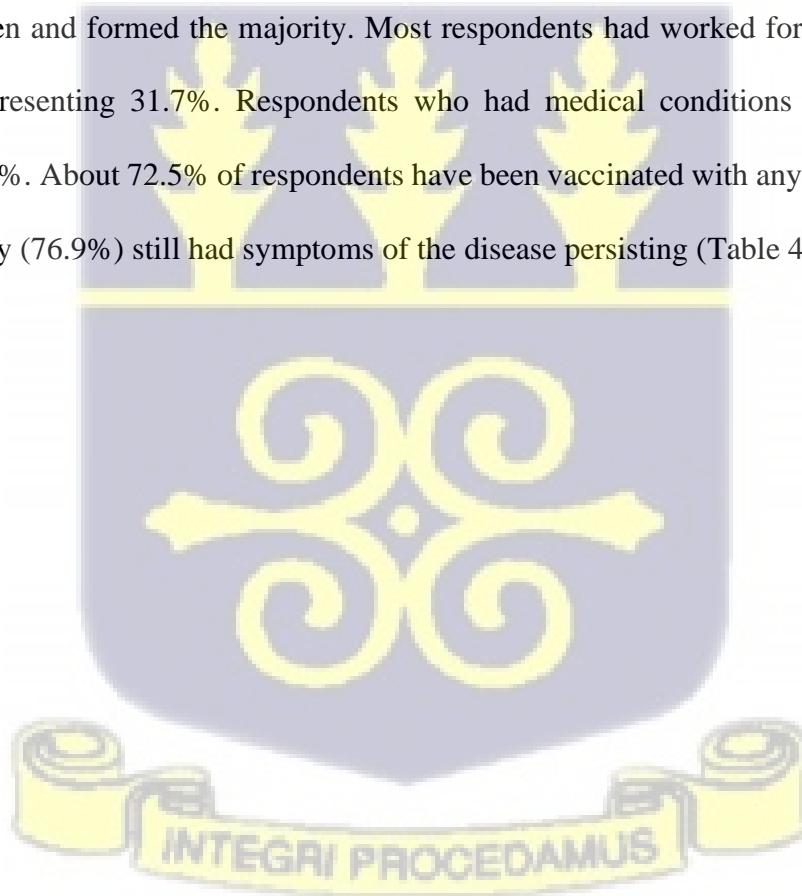 and formed the majority. Most respondents had worked for
31.7%. Respondents who had medical conditions
%. About 72.5% of respondents have been vaccinated with any
(76.9%) still had symptoms of the disease persisting (Table 4
INTEGRI PROCEDAMUS